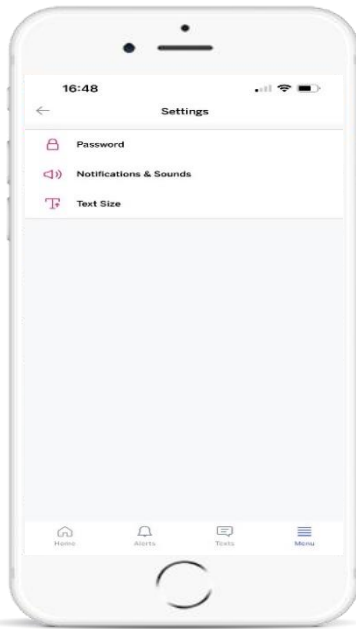 16:48
Settings
Password
Notifications & Sounds
Text Size
Home Alerts Texts Menu